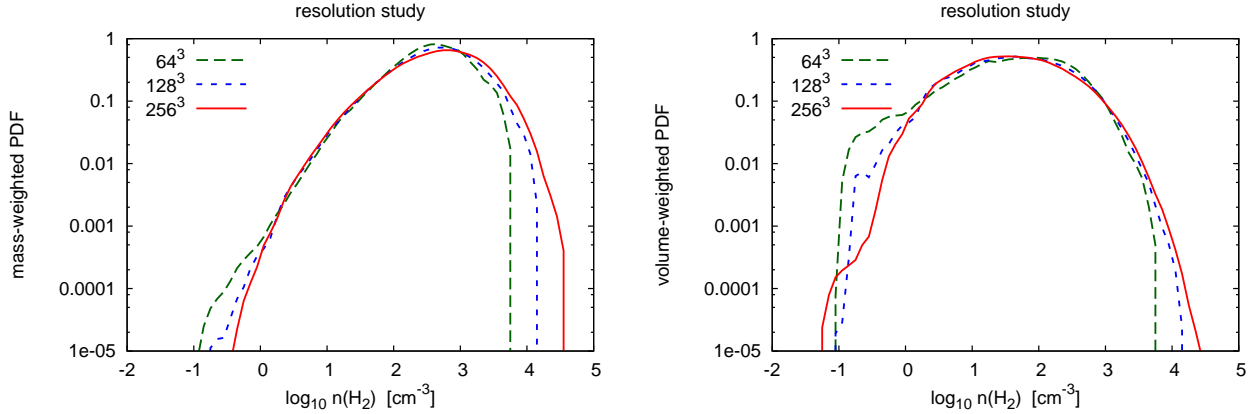 resolution study
mass-weighted PDF
1
0.1
0.01
0.001
0.0001
1e-05
64³
128³
256³
-2 -1 0 1 2 3 4 5
log₁₀ n(H₂) [cm⁻³]
resolution study
volume-weighted PDF
1
0.1
0.01
0.001
0.0001
1e-05
64³
128³
256³
-2 -1 0 1 2 3 4 5
log₁₀ n(H₂) [cm⁻³]